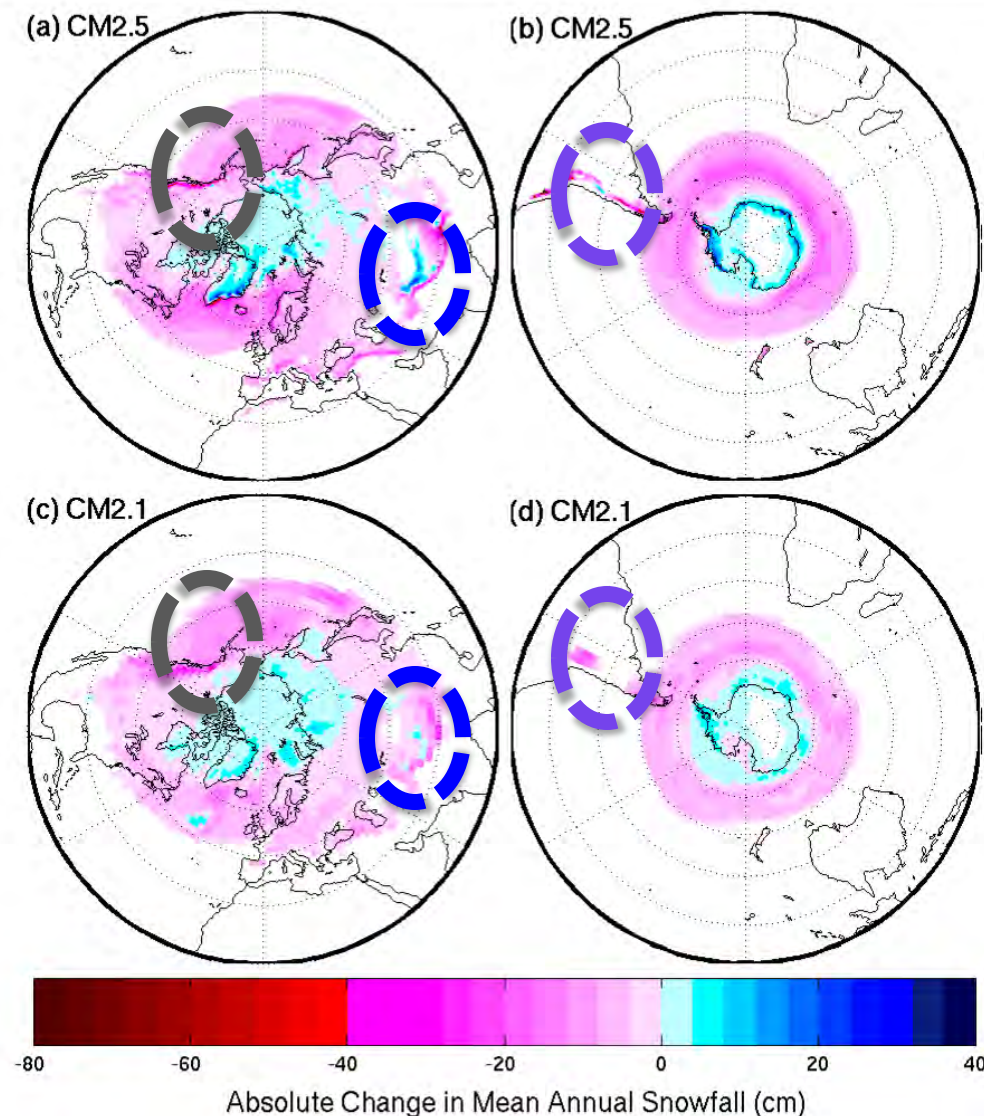 (a) CM2.5
(b) CM2.5
(c) CM2.1
(d) CM2.1
-80 -60 -40 -20 0 20 40
Absolute Change in Mean Annual Snowfall (cm)